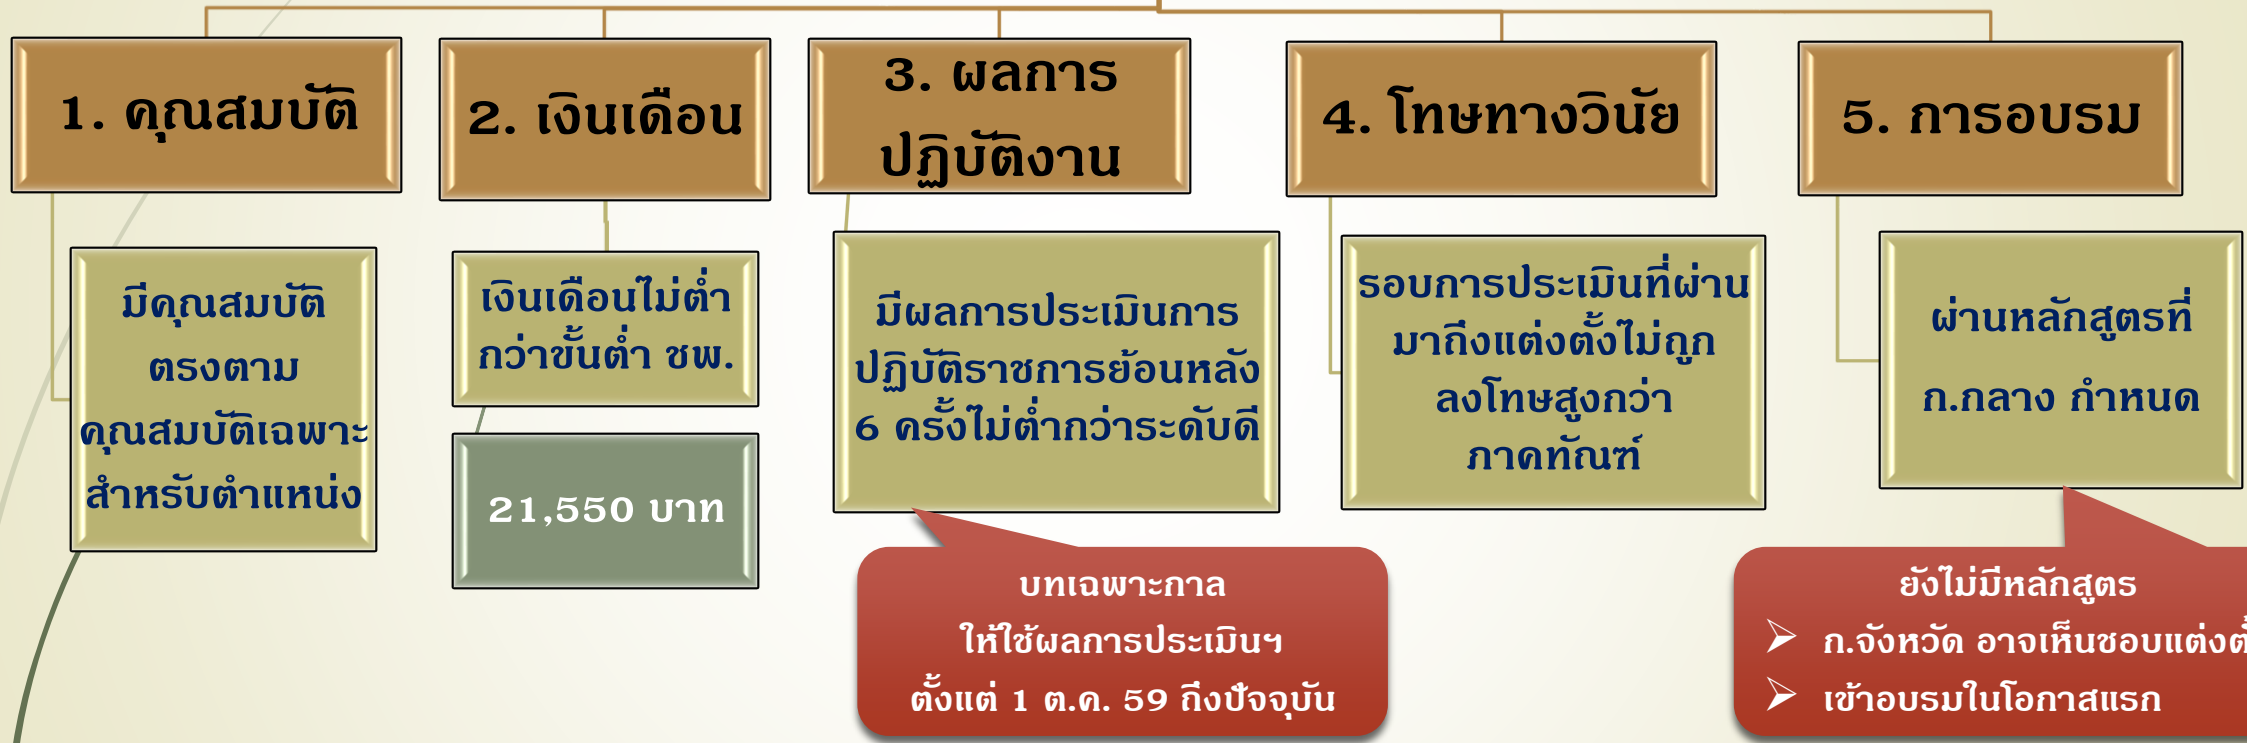 1. คุณสมบัติ
มีคุณสมบัติ
ตรงตาม
คุณสมบัติเฉพาะ
สำหรับตำแหน่ง
2. เงินเดือน
เงินเดือนไม่ต่ำ
กว่าขั้นต่ำ ชพ.
21,550 บาท
3. ผลการ
ปฏิบัติงาน
มีผลการประเมินการ
ปฏิบัติราชการย้อนหลัง
6 ครั้งไม่ต่ำกว่าระดับดี
บทเฉพาะกาล
ให้ใช้ผลการประเมินฯ
ตั้งแต่ 1 ต.ค. 59 ถึงปัจจุบัน
4. โทษทางวินัย
รอบการประเมินที่ผ่าน
มาถึงแต่งตั้งไม่ถูก
ลงโทษสูงกว่า
ภาคทัณฑ์
5. การอบรม
ผ่านหลักสูตรที่
ก.กลาง กำหนด
ยังไม่มีหลักสูตร
➢ ก.จังหวัด อาจเห็นชอบแต่งตั้
➢ เข้าอบรมในโอกาสแรก